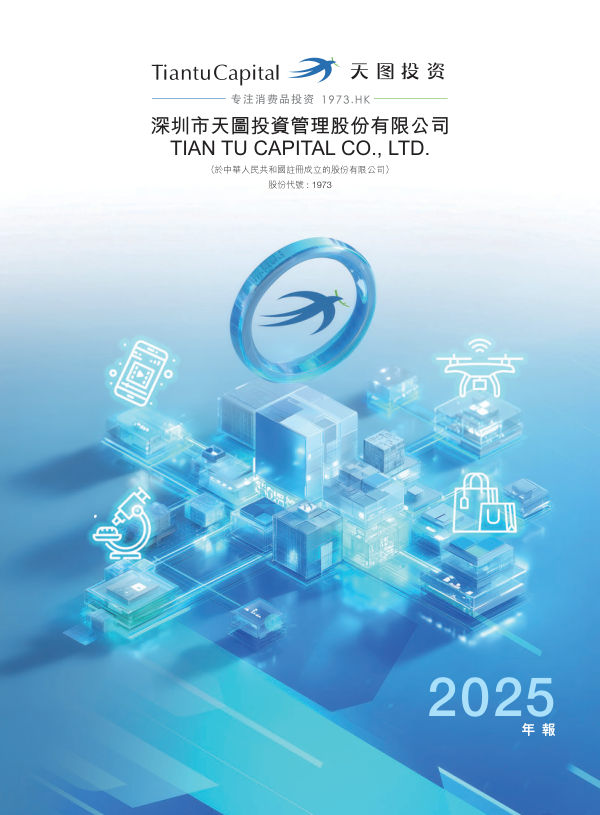 TiantuCapital 天图投资
专注消费品投资 1973.HK
深圳市天圖投資管理股份有限公司
TIAN TU CAPITAL CO., LTD.
（於中華人民共和國註冊成立的股份有限公司）
股份代號 : 1973
U
2025
年報